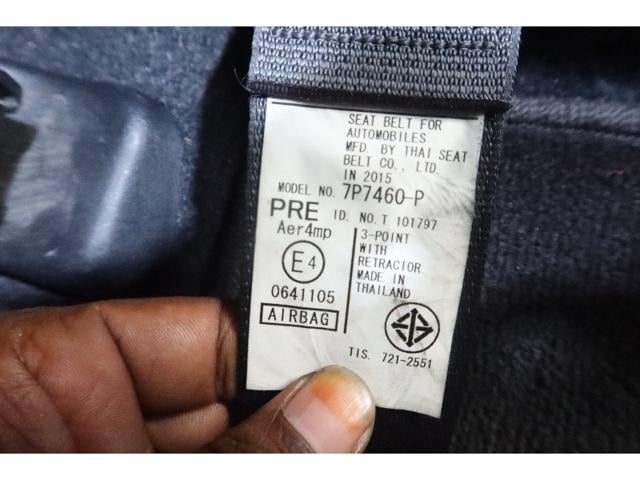 SEAT BELT FOR
AUTOMOBILES
MFD. BY THAI SEAT
BELT CO., LTD.
IN 2015
MODEL NO. 7P7460-P
PRE ID. NO. T 101797
Aer4mp
E4
0641105
AIRBAG
3-POINT
WITH
RETRACTOR
MADE IN
THAILAND
TIS. 721-2551